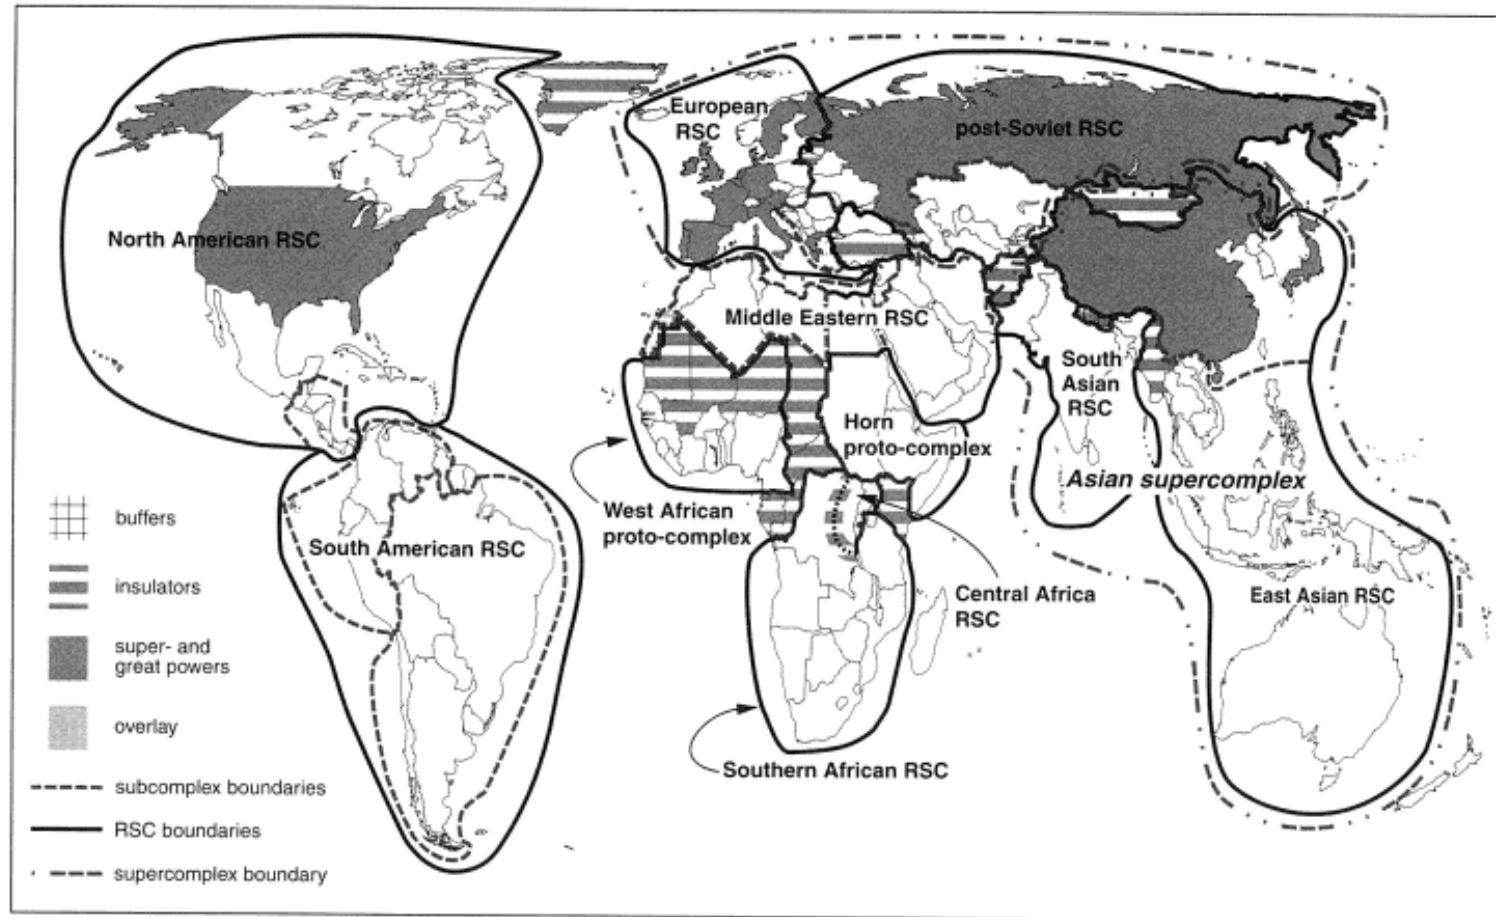 European
RSC
post-Soviet RSC
North American RSC
Middle Eastern RSC
South
Asian
RSC
Horn
proto-complex
Asian supercomplex
West African
proto-complex
South American RSC
Central Africa
RSC
East Asian RSC
Southern African RSC
buffers
insulators
super- and
great powers
overlay
subcomplex boundaries
RSC boundaries
supercomplex boundary